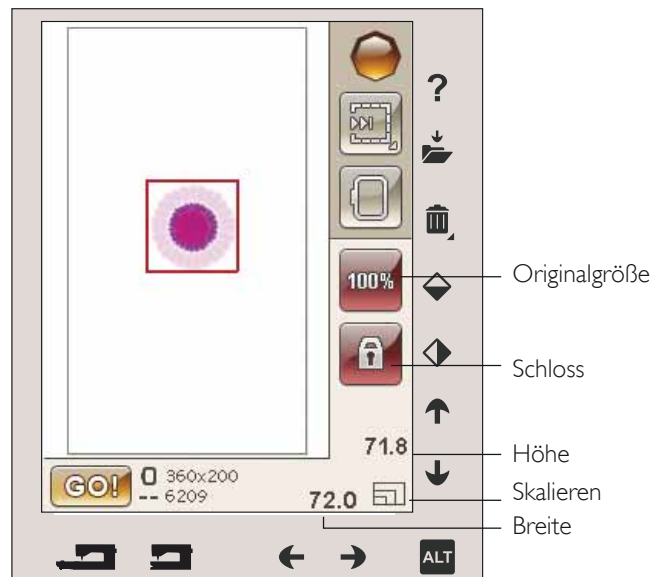 ?
100%
Originalgröße
Schloss
71.8
Höhe
GO!
360x200
-- 6209
72.0
Skalieren
Breite
ALT